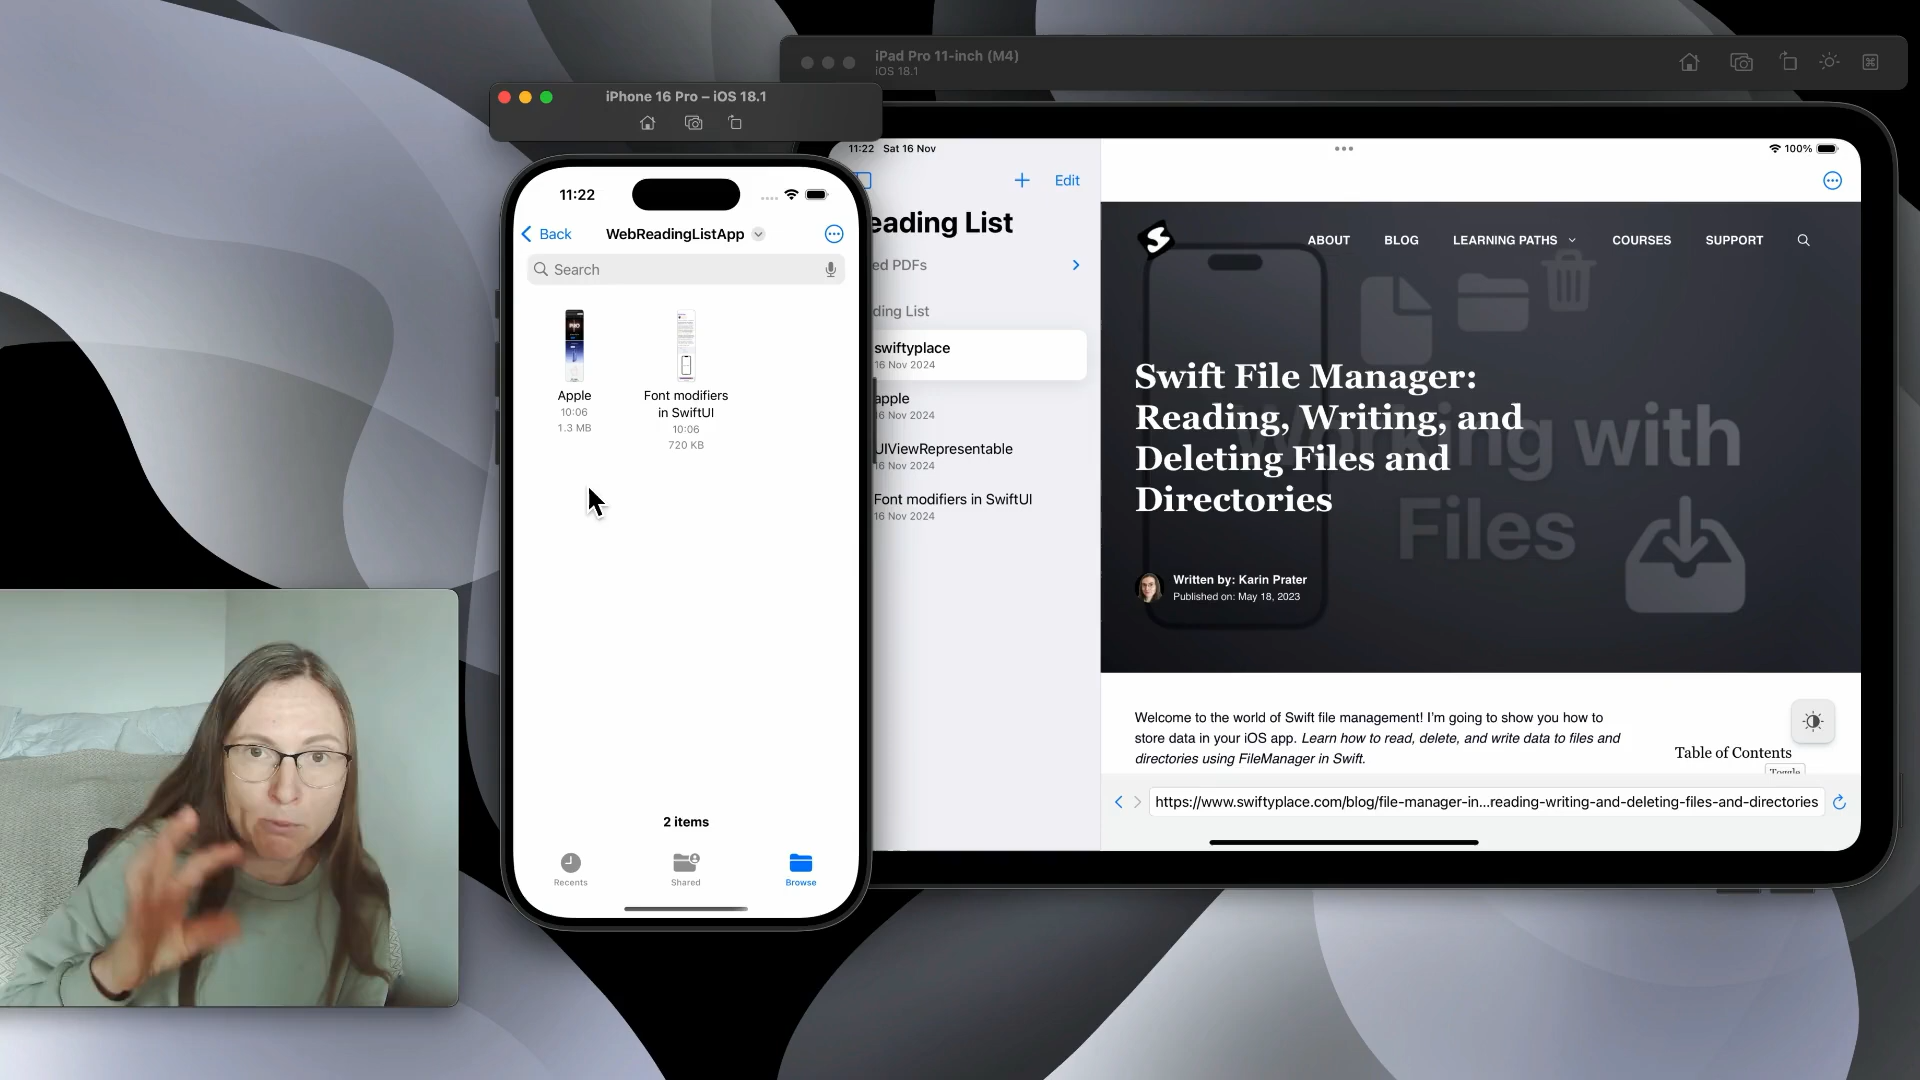 iPad Pro 11-inch (M4)
iOS 18.1
iPhone 16 Pro – iOS 18.1
11:22
Back
WebReadingListApp
Search
Apple
10:06
1.3 MB
Font modifiers
in SwiftUI
10:06
720 KB
2 items
Recents
Shared
Browse
11:22 Sat 16 Nov
100%
Edit
eading List
ed PDFs
ding List
swiftyplace
16 Nov 2024
apple
16 Nov 2024
UIViewRepresentable
16 Nov 2024
Font modifiers in SwiftUI
16 Nov 2024
ABOUT
BLOG
LEARNING PATHS
COURSES
SUPPORT
Swift File Manager:
Reading, Writing, and
Deleting Files and
Directories
with
Files
Written by: Karin Prater
Published on: May 18, 2023
Welcome to the world of Swift file management! I'm going to show you how to
store data in your iOS app. Learn how to read, delete, and write data to files and
directories using FileManager in Swift.
Table of Contents
Toggle
https://www.swiftyplace.com/blog/file-manager-in...reading-writing-and-deleting-files-and-directories